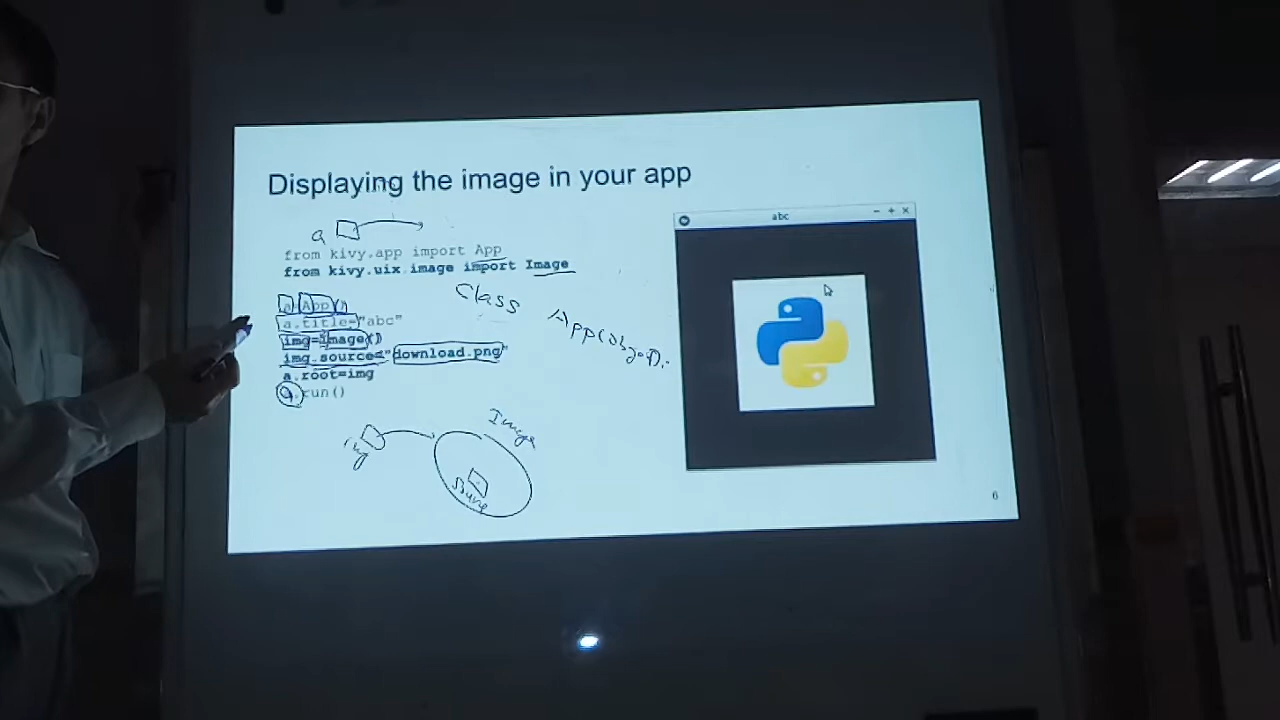 Displaying the image in your app
abc
a
from kivy.app import App
from kivy.uix.image import Image
a=App()
a.title="abc"
img=Image()
img.source="download.png"
a.root=img
a.run()
Class
App(object).
Image
img
6